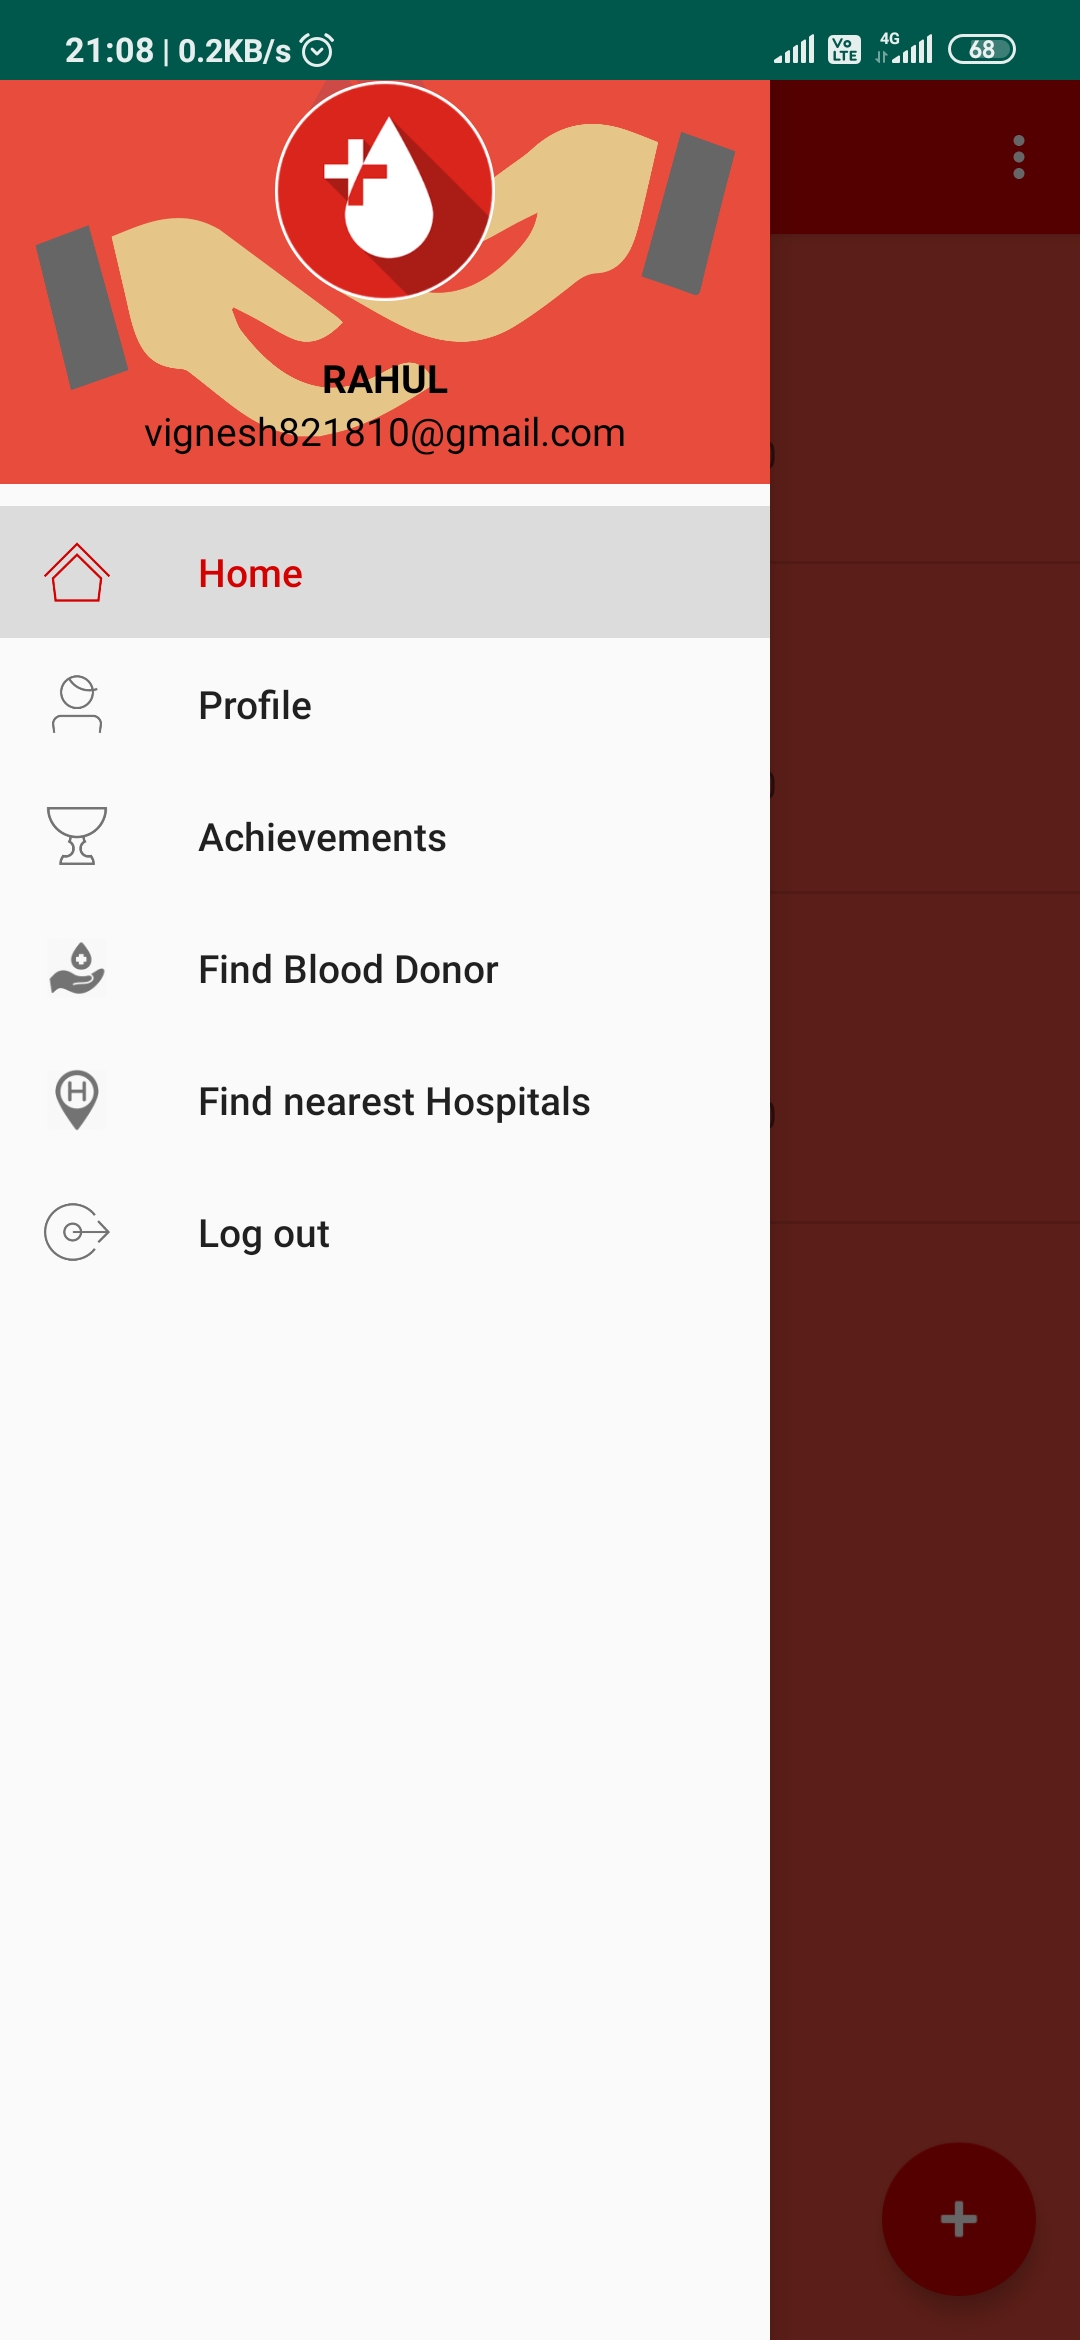 21:08 | 0.2KB/s Vo LTE 4G 68
RAHUL
vignesh821810@gmail.com
Home
Profile
Achievements
Find Blood Donor
Find nearest Hospitals
Log out